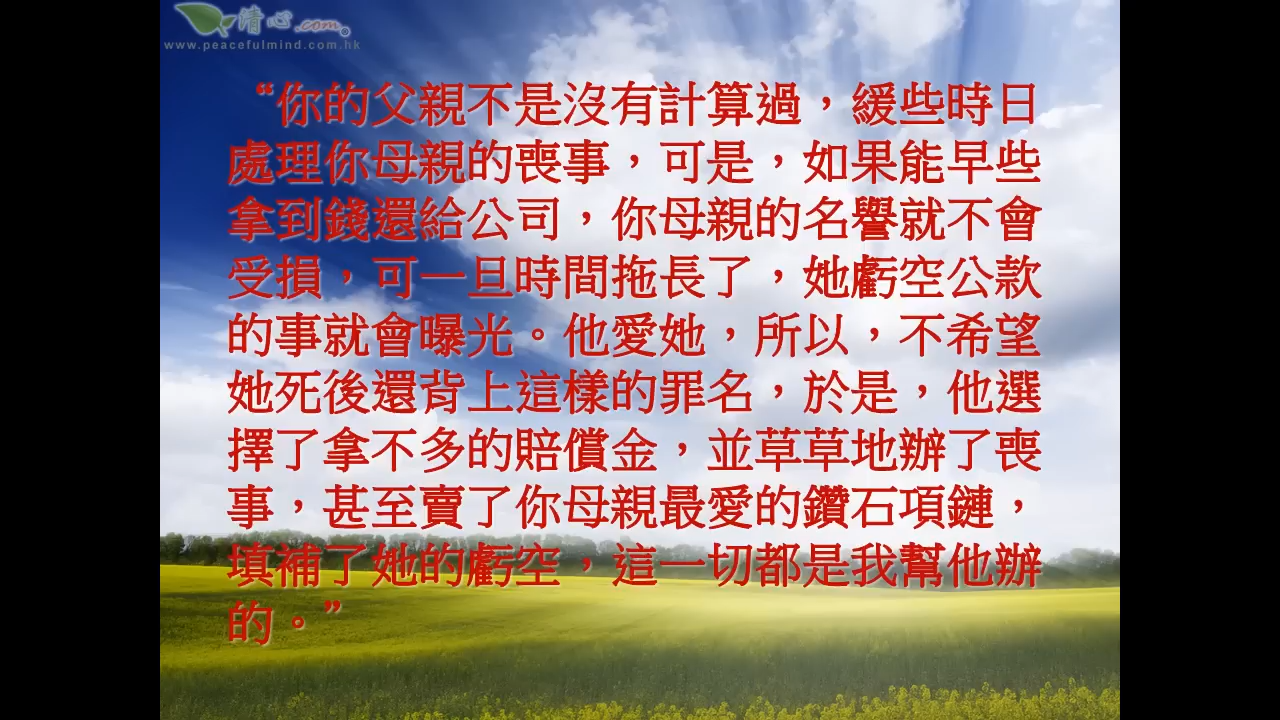 清心.com
www.peacefulmind.com.hk
“你的父親不是沒有計算過，緩些時日
處理你母親的喪事，可是，如果能早些
拿到錢還給公司，你母親的名譽就不會
受損，可一旦時間拖長了，她虧空公款
的事就會曝光。他愛她，所以，不希望
她死後還背上這樣的罪名，於是，他選
擇了拿不多的賠償金，並草草地辦了喪
事，甚至賣了你母親最愛的鑽石項鏈，
填補了她的虧空，這一切都是我幫他辦
的。”